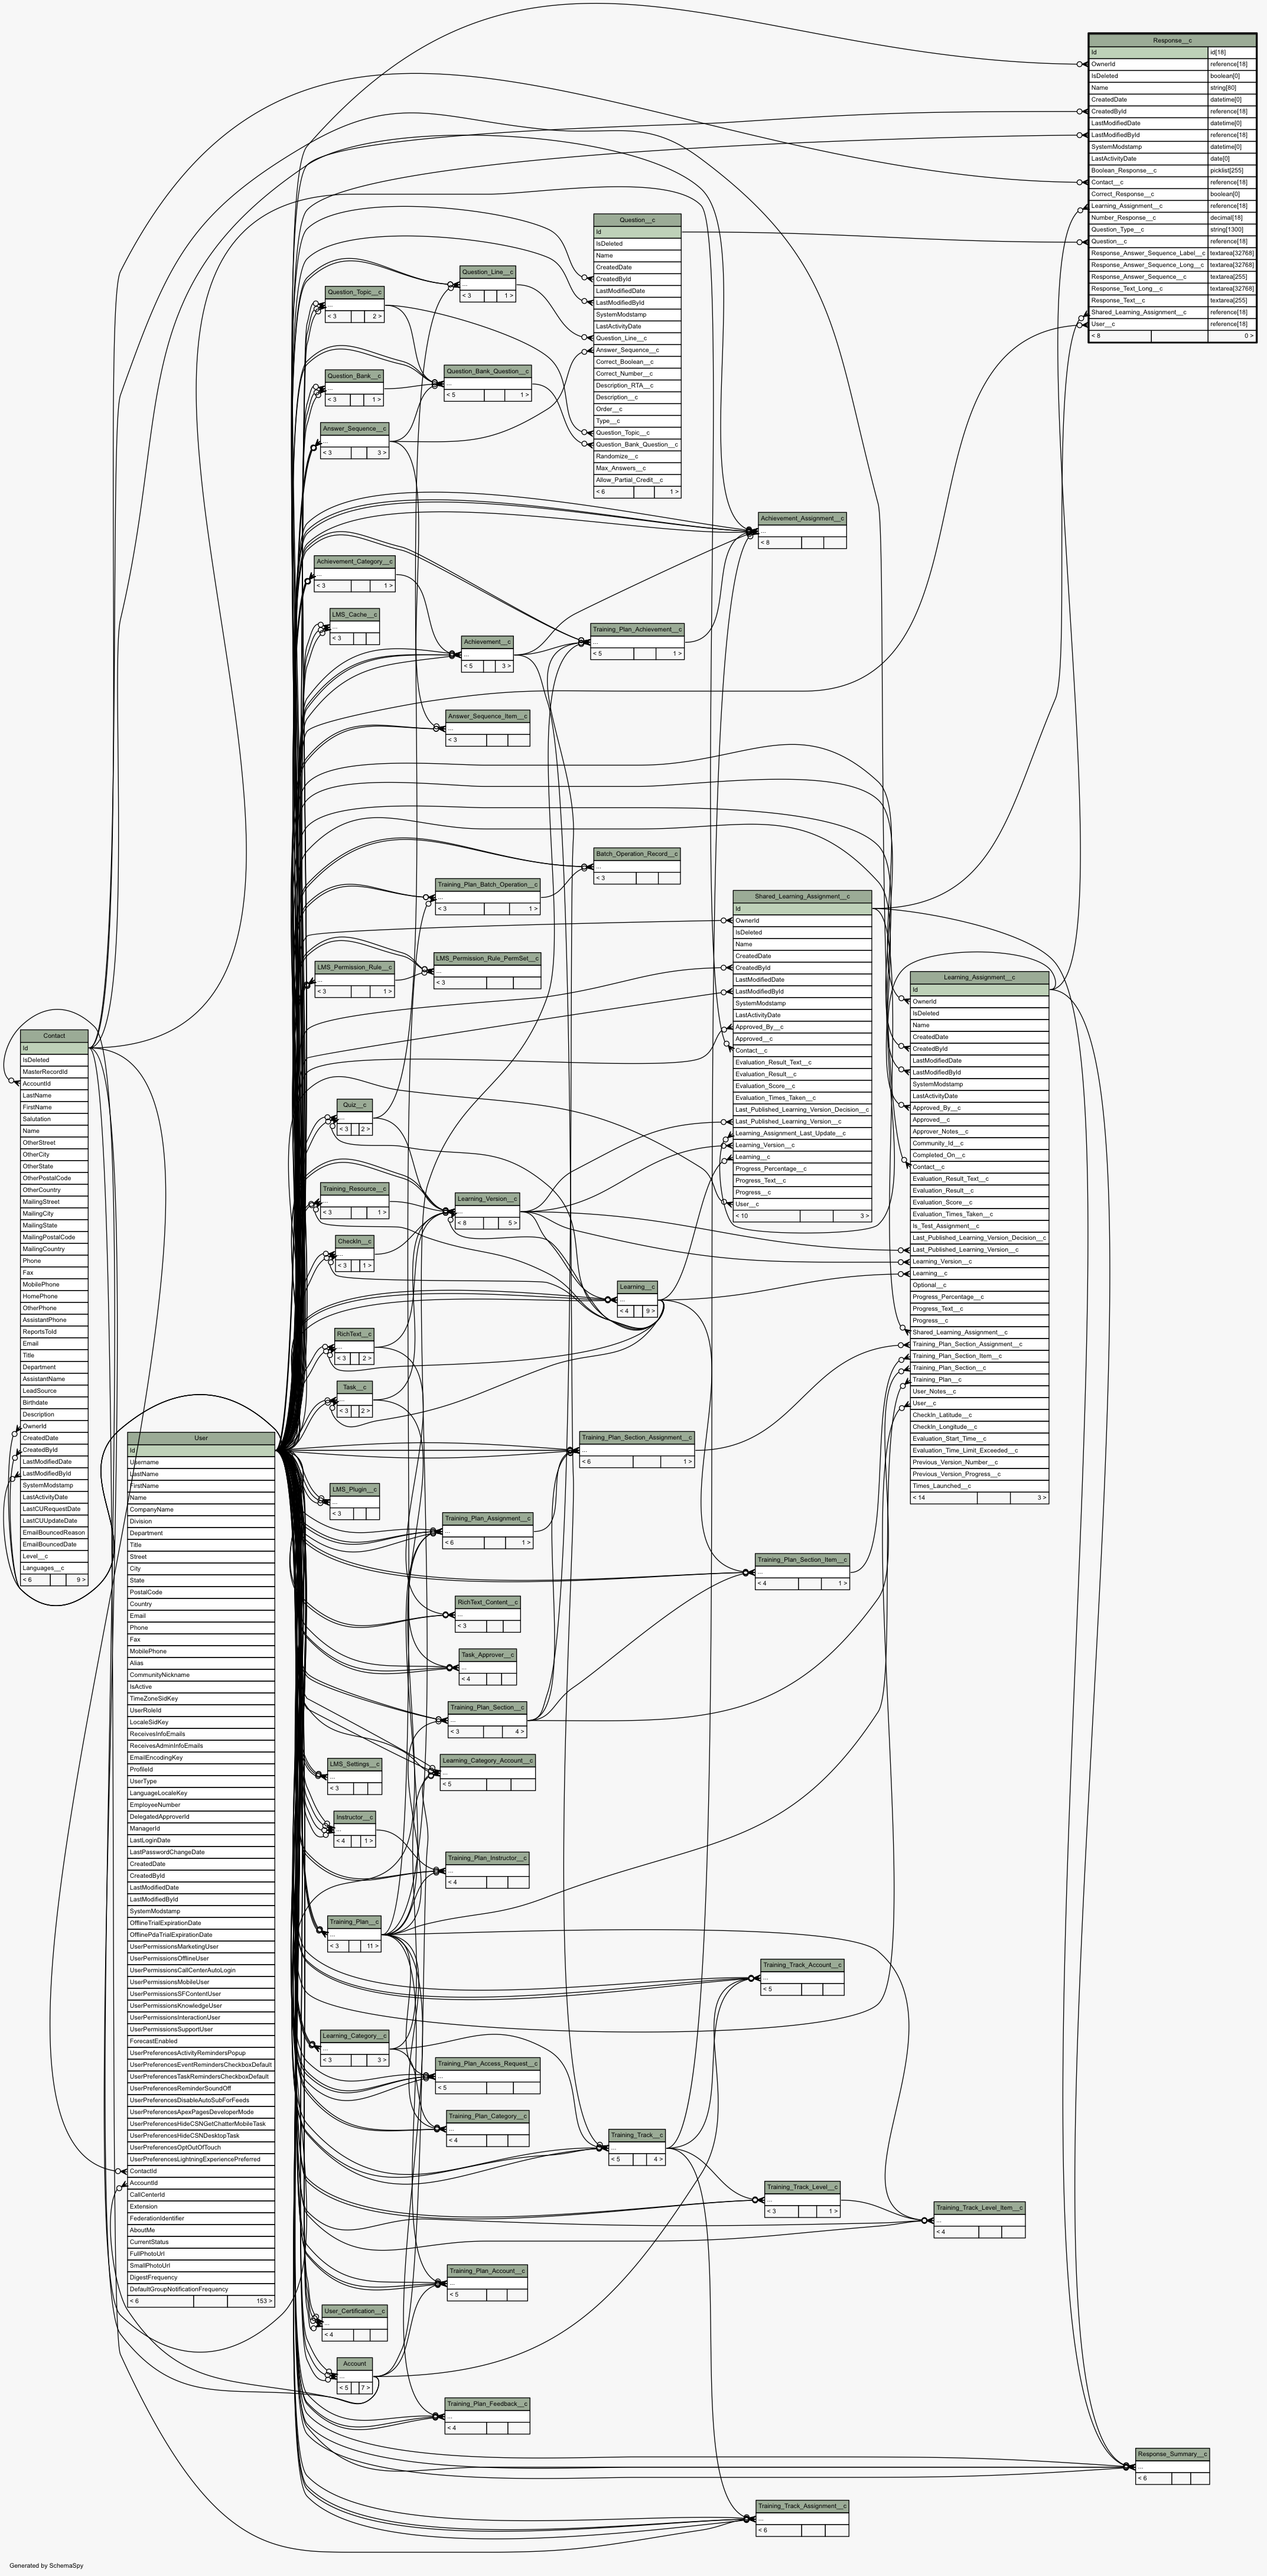 Response__c
Id id[18]
OwnerId reference[18]
IsDeleted boolean[0]
Name string[80]
CreatedDate datetime[0]
CreatedById reference[18]
LastModifiedDate datetime[0]
LastModifiedById reference[18]
SystemModstamp datetime[0]
LastActivityDate date[0]
Boolean_Response__c picklist[255]
Contact__c reference[18]
Correct_Response__c boolean[0]
Learning_Assignment__c reference[18]
Number_Response__c decimal[18]
Question_Type__c string[1300]
Question__c reference[18]
Response_Answer_Sequence_Label__c textarea[32768]
Response_Answer_Sequence_Long__c textarea[32768]
Response_Answer_Sequence__c textarea[255]
Response_Text_Long__c textarea[32768]
Response_Text__c textarea[255]
Shared_Learning_Assignment__c reference[18]
User__c reference[18]
< 8 0 >
Question__c
Id
IsDeleted
Name
CreatedDate
CreatedById
LastModifiedDate
LastModifiedById
SystemModstamp
LastActivityDate
Question_Line__c
Answer_Sequence__c
Correct_Boolean__c
Correct_Number__c
Description_RTA__c
Description__c
Order__c
Type__c
Question_Topic__c
Question_Bank_Question__c
Randomize__c
Max_Answers__c
Allow_Partial_Credit__c
< 6 1 >
Question_Line__c
...
< 3 1 >
Question_Topic__c
...
< 3 2 >
Question_Bank_Question__c
...
< 5 1 >
Question_Bank__c
...
< 3 1 >
Answer_Sequence__c
...
< 3 3 >
Achievement_Assignment__c
...
< 8
Achievement_Category__c
...
< 3 1 >
LMS_Cache__c
...
< 3
Achievement__c
...
< 5 3 >
Training_Plan_Achievement__c
...
< 5 1 >
Answer_Sequence_Item__c
...
< 3
Batch_Operation_Record__c
...
< 3
Training_Plan_Batch_Operation__c
...
< 3 1 >
LMS_Permission_Rule_PermSet__c
...
< 3
LMS_Permission_Rule__c
...
< 3 1 >
Shared_Learning_Assignment__c
Id
OwnerId
IsDeleted
Name
CreatedDate
CreatedById
LastModifiedDate
LastModifiedById
SystemModstamp
LastActivityDate
Approved_By__c
Approved__c
Contact__c
Evaluation_Result_Text__c
Evaluation_Result__c
Evaluation_Score__c
Evaluation_Times_Taken__c
Last_Published_Learning_Version_Decision__c
Last_Published_Learning_Version__c
Learning_Assignment_Last_Update__c
Learning_Version__c
Learning__c
Progress_Percentage__c
Progress_Text__c
Progress__c
User__c
< 10 3 >
Learning_Assignment__c
Id
OwnerId
IsDeleted
Name
CreatedDate
CreatedById
LastModifiedDate
LastModifiedById
SystemModstamp
LastActivityDate
Approved_By__c
Approved__c
Approver_Notes__c
Community_Id__c
Completed_On__c
Contact__c
Evaluation_Result_Text__c
Evaluation_Result__c
Evaluation_Score__c
Evaluation_Times_Taken__c
Is_Test_Assignment__c
Last_Published_Learning_Version_Decision__c
Last_Published_Learning_Version__c
Learning_Version__c
Learning__c
Optional__c
Progress_Percentage__c
Progress_Text__c
Progress__c
Shared_Learning_Assignment__c
Training_Plan_Section_Assignment__c
Training_Plan_Section_Item__c
Training_Plan_Section__c
Training_Plan__c
User_Notes__c
User__c
CheckIn_Latitude__c
CheckIn_Longitude__c
Evaluation_Start_Time__c
Evaluation_Time_Limit_Exceeded__c
Previous_Version_Number__c
Previous_Version_Progress__c
Times_Launched__c
< 14 3 >
Contact
Id
IsDeleted
MasterRecordId
AccountId
LastName
FirstName
Salutation
Name
OtherStreet
OtherCity
OtherState
OtherPostalCode
OtherCountry
MailingStreet
MailingCity
MailingState
MailingPostalCode
MailingCountry
Phone
Fax
MobilePhone
HomePhone
OtherPhone
AssistantPhone
ReportsToId
Email
Title
Department
AssistantName
LeadSource
Birthdate
Description
OwnerId
CreatedDate
CreatedById
LastModifiedDate
LastModifiedById
SystemModstamp
LastActivityDate
LastCURequestDate
LastCUUpdateDate
EmailBouncedReason
EmailBouncedDate
Level__c
Languages__c
< 6 9 >
Quiz__c
...
< 3 2 >
Training_Resource__c
...
< 3 1 >
Learning_Version__c
...
< 8 5 >
CheckIn__c
...
< 3 1 >
Learning__c
...
< 4 9 >
RichText__c
...
< 3 2 >
Task__c
...
< 3 2 >
User
Id
Username
LastName
FirstName
Name
CompanyName
Division
Department
Title
Street
City
State
PostalCode
Country
Email
Phone
Fax
MobilePhone
Alias
CommunityNickname
IsActive
TimeZoneSidKey
UserRoleId
LocaleSidKey
ReceivesInfoEmails
ReceivesAdminInfoEmails
EmailEncodingKey
ProfileId
UserType
LanguageLocaleKey
EmployeeNumber
DelegatedApproverId
ManagerId
LastLoginDate
LastPasswordChangeDate
CreatedDate
CreatedById
LastModifiedDate
LastModifiedById
SystemModstamp
OfflineTrialExpirationDate
OfflinePdaTrialExpirationDate
UserPermissionsMarketingUser
UserPermissionsOfflineUser
UserPermissionsCallCenterAutoLogin
UserPermissionsMobileUser
UserPermissionsSFContentUser
UserPermissionsKnowledgeUser
UserPermissionsInteractionUser
UserPermissionsSupportUser
ForecastEnabled
UserPreferencesActivityRemindersPopup
UserPreferencesEventRemindersCheckboxDefault
UserPreferencesTaskRemindersCheckboxDefault
UserPreferencesReminderSoundOff
UserPreferencesDisableAutoSubForFeeds
UserPreferencesApexPagesDeveloperMode
UserPreferencesHideCSNGetChatterMobileTask
UserPreferencesHideCSNDesktopTask
UserPreferencesOptOutOfTouch
UserPreferencesLightningExperiencePreferred
ContactId
AccountId
CallCenterId
Extension
FederationIdentifier
AboutMe
CurrentStatus
FullPhotoUrl
SmallPhotoUrl
DigestFrequency
DefaultGroupNotificationFrequency
< 6 153 >
Training_Plan_Section_Assignment__c
...
< 6 1 >
LMS_Plugin__c
...
< 3
Training_Plan_Assignment__c
...
< 6 1 >
Training_Plan_Section_Item__c
...
< 4 1 >
RichText_Content__c
...
< 3
Task_Approver__c
...
< 4
Training_Plan_Section__c
...
< 3 4 >
LMS_Settings__c
...
< 3
Learning_Category_Account__c
...
< 5
Instructor__c
...
< 4 1 >
Training_Plan_Instructor__c
...
< 4
Training_Plan__c
...
< 3 11 >
Training_Track_Account__c
...
< 5
Learning_Category__c
...
< 3 3 >
Training_Plan_Access_Request__c
...
< 5
Training_Plan_Category__c
...
< 4
Training_Track__c
...
< 5 4 >
Training_Track_Level__c
...
< 3 1 >
Training_Track_Level_Item__c
...
< 4
Training_Plan_Account__c
...
< 5
User_Certification__c
...
< 4
Account
...
< 5 7 >
Training_Plan_Feedback__c
...
< 4
Response_Summary__c
...
< 6
Training_Track_Assignment__c
...
< 6
Generated by SchemaSpy